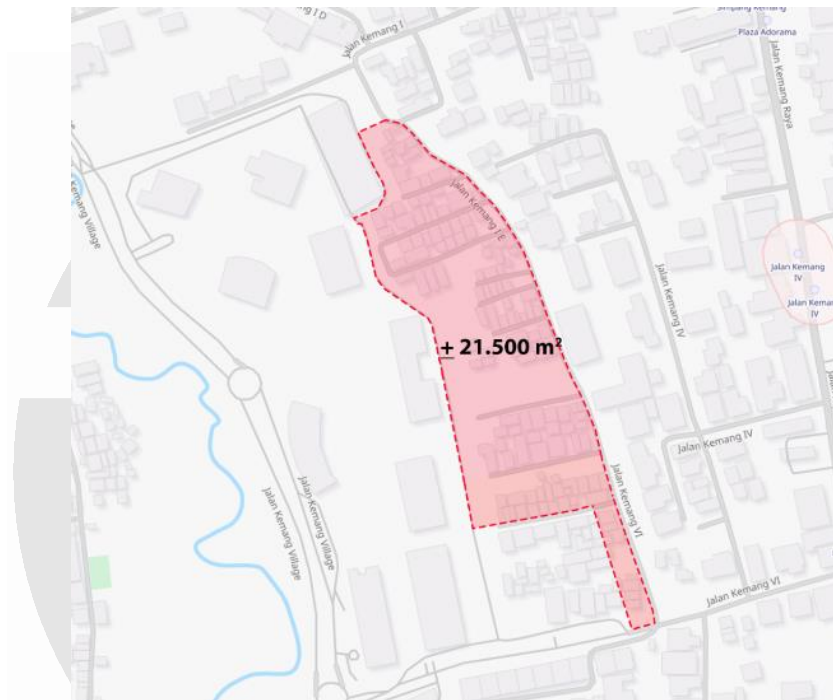 Simpang Kemang
Plaza Adorama
Jalan Kemang I D
Jalan Kemang I
Jalan Kemang Raya
Kemang Village
Jalan Kemang I E
Jalan Kemang
IV
Jalan Kemang IV
IV
+ 21.500 m²
Jalan Kemang IV
Jalan Kemang VI
Jalan Kemang Village
Jalan Kemang Village
Jalan Kemang VI